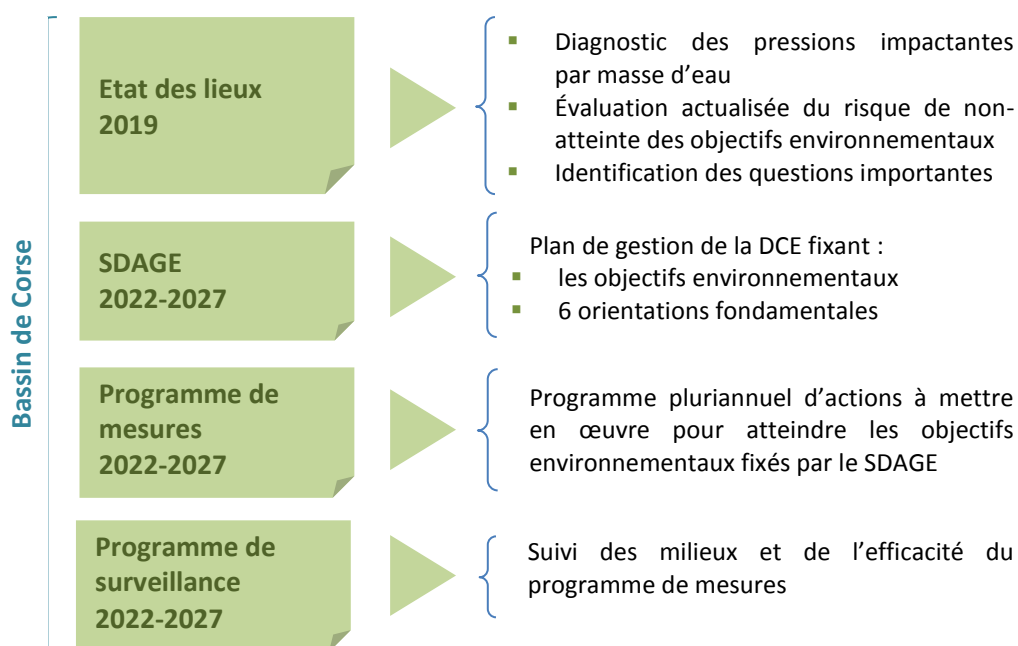 Bassin de Corse
Etat des lieux
2019
▪ Diagnostic des pressions impactantes
par masse d'eau
▪ Évaluation actualisée du risque de non-
atteinte des objectifs environnementaux
▪ Identification des questions importantes
SDAGE
2022-2027
Plan de gestion de la DCE fixant :
▪ les objectifs environnementaux
▪ 6 orientations fondamentales
Programme de
mesures
2022-2027
Programme pluriannuel d'actions à mettre
en œuvre pour atteindre les objectifs
environnementaux fixés par le SDAGE
Programme de
surveillance
2022-2027
Suivi des milieux et de l'efficacité du
programme de mesures